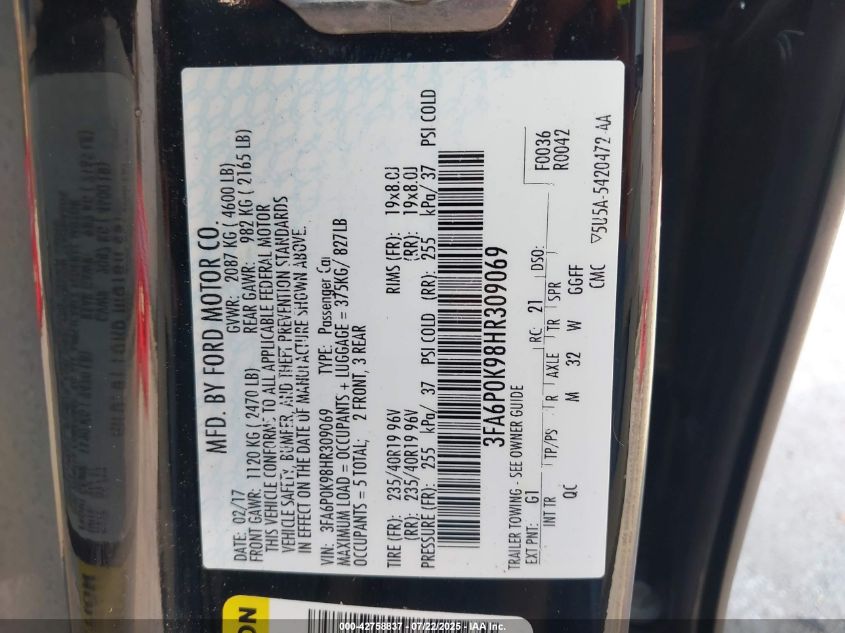 MFD. BY FORD MOTOR CO.
DATE: 02/17 GVWR: 2087 KG ( 4600 LB)
FRONT GAWR: 1120 KG ( 2470 LB) REAR GAWR: 982 KG ( 2165 LB)
THIS VEHICLE CONFORMS TO ALL APPLICABLE FEDERAL MOTOR
VEHICLE SAFETY, BUMPER, AND THEFT PREVENTION STANDARDS
IN EFFECT ON THE DATE OF MANUFACTURE SHOWN ABOVE.
VIN: 3FA6P0K98HR309069 TYPE: Passenger Car
MAXIMUM LOAD = OCCUPANTS + LUGGAGE = 375KG/ 827LB
OCCUPANTS = 5 TOTAL; 2 FRONT, 3 REAR
TIRE (FR): 235/40R19 96V RIMS (FR): 19x8.0J
(RR): 235/40R19 96V (RR): 19x8.0J
PRESSURE (FR): 255 kPa/ 37 PSI COLD (RR): 255 kPa/ 37 PSI COLD
3FA6P0K98HR309069
TRAILER TOWING - SEE OWNER GUIDE
F0036
R0042
EXT PNT: G1 RC: 21 DSO:
INT TR TP/PS R AXLE TR SPR
QC M 32 W GGFF
CMC ▽5U5A-5420472-AA
ON
00-42758837 - 07/22/2025 - IAA Inc.